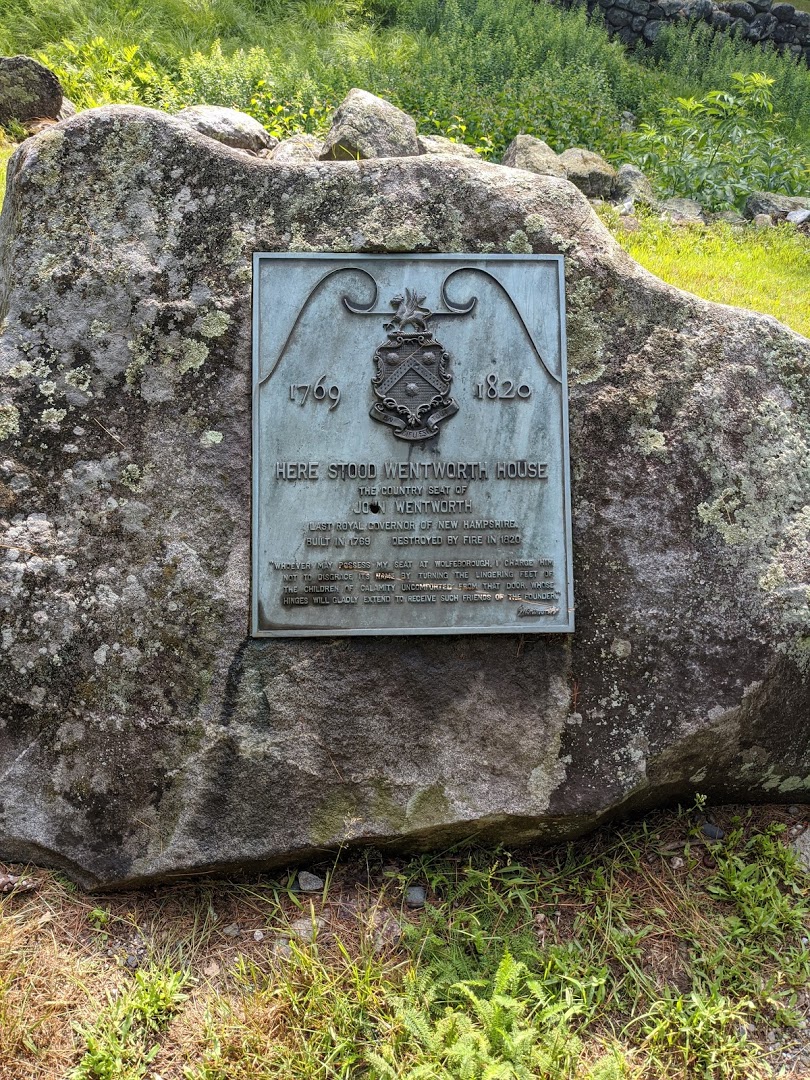 1769 1820
HERE STOOD WENTWORTH HOUSE
THE COUNTRY SEAT OF
JOHN WENTWORTH
LAST ROYAL GOVERNOR OF NEW HAMPSHIRE.
BUILT IN 1769 DESTROYED BY FIRE IN 1820
"WHOEVER MAY POSSESS MY SEAT AT WOLFEBOROUGH, I CHARGE HIM
NOT TO DISGRACE ITS NAME BY TURNING THE LINGERING FEET OF
THE CHILDREN OF CALAMITY UNCOMFORTED FROM THAT DOOR, WHOSE
HINGES WILL GLADLY EXTEND TO RECEIVE SUCH FRIENDS OF THE FOUNDER"